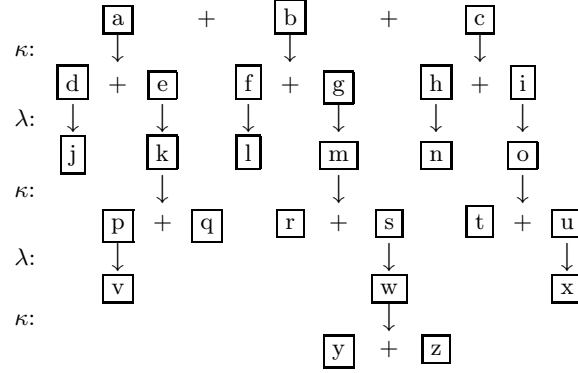 a + b + c
κ:
d + e f + g h + i
λ:
j k l m n o
κ:
p + q r + s t + u
λ:
v w x
κ:
y + z